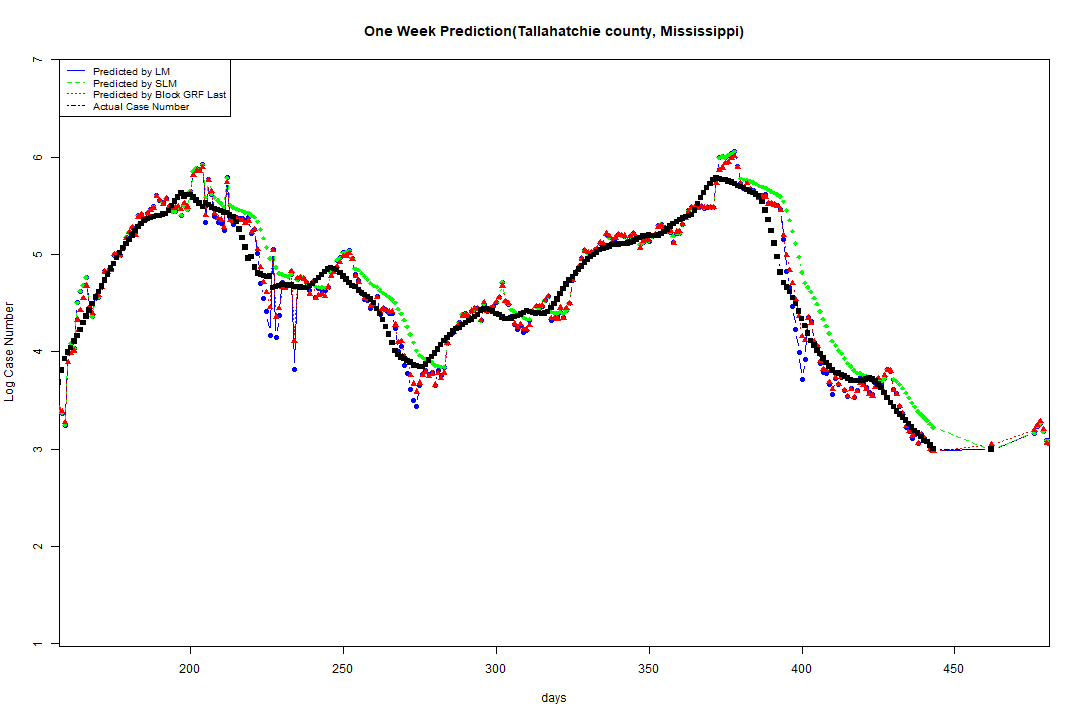 One Week Prediction(Tallahatchie county, Mississippi)
Predicted by LM
Predicted by SLM
Predicted by Block GRF Last
Actual Case Number
Log Case Number
7
6
5
4
3
2
1
200 250 300 350 400 450
days